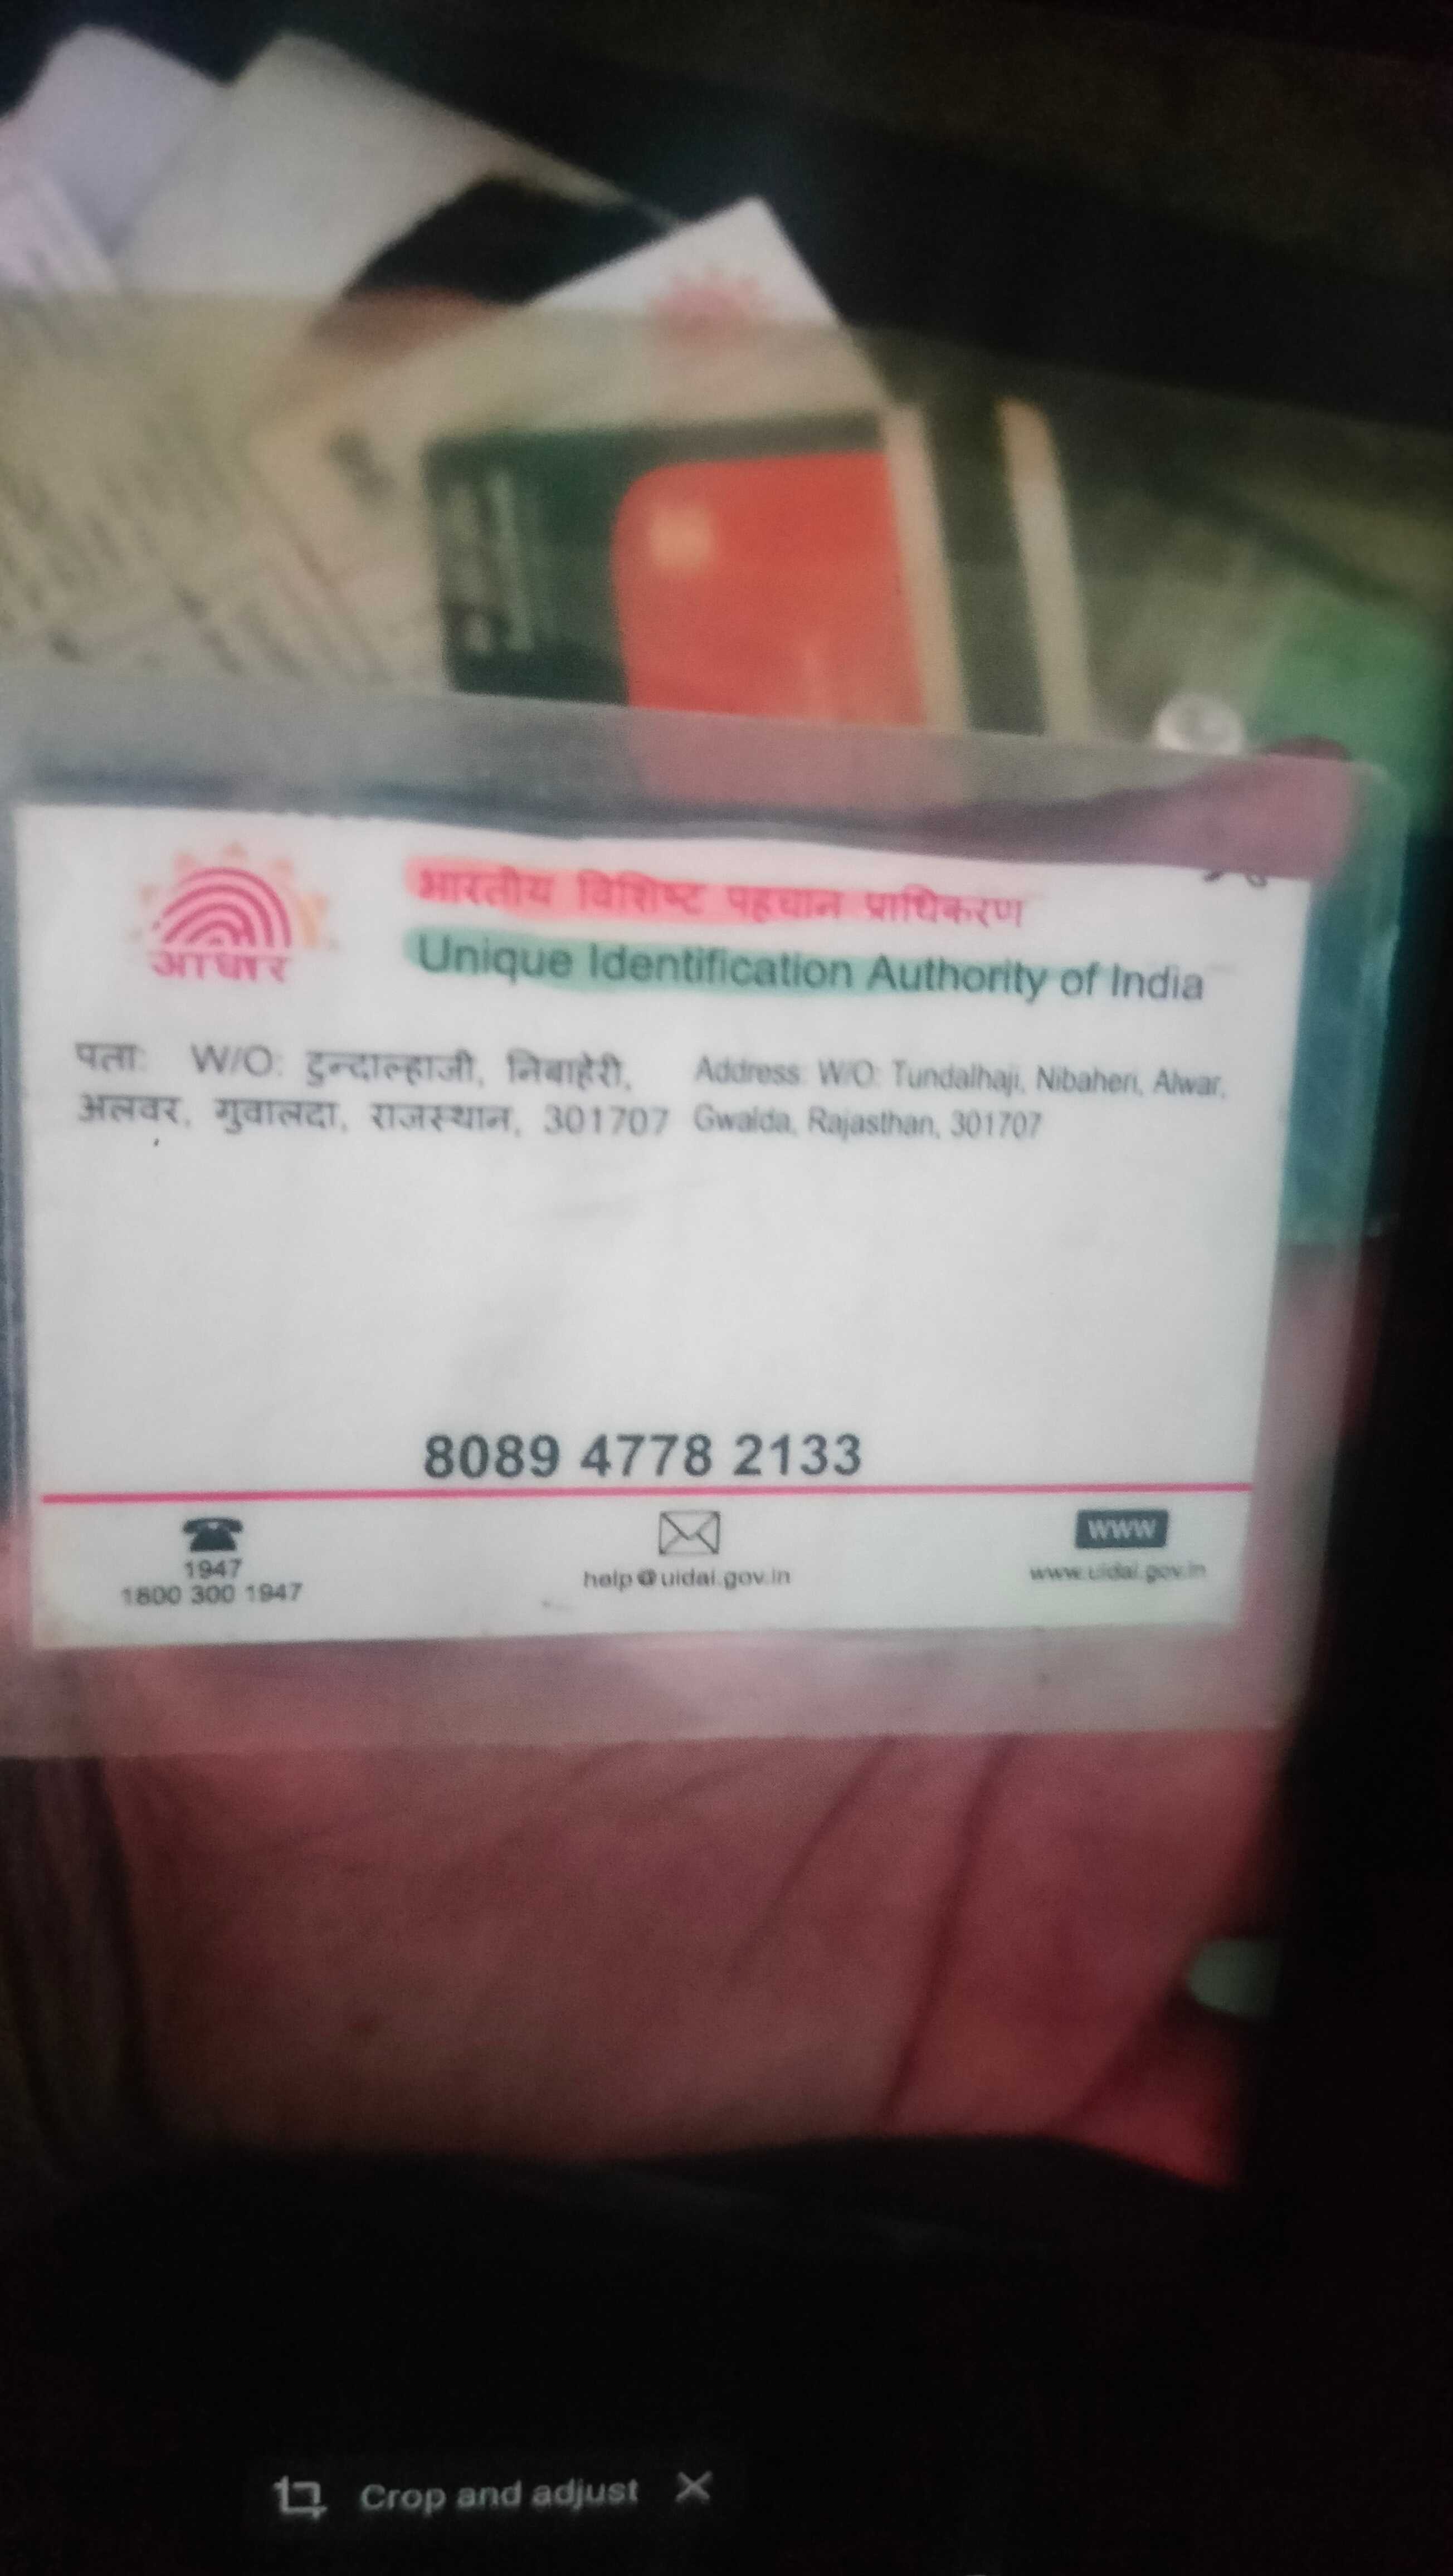 आधार
भारतीय विशिष्ट पहचान प्राधिकरण
Unique Identification Authority of India
पता: W/O: टुन्दाल्हाजी, निबाहेरी,
अलवर, गुवालदा, राजस्थान, 301707
Address: W/O: Tundalhaji, Nibaheri, Alwar,
Gwalda, Rajasthan, 301707
8089 4778 2133
1947
1800 300 1947
help@uidai.gov.in
WWW
www.uidai.gov.in
Crop and adjust